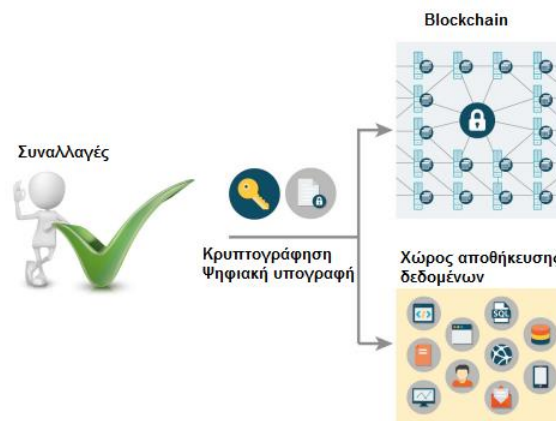 Blockchain
Συναλλαγές
Κρυπτογράφηση
Ψηφιακή υπογραφή
Χώρος αποθήκευσης
δεδομένων
SQL